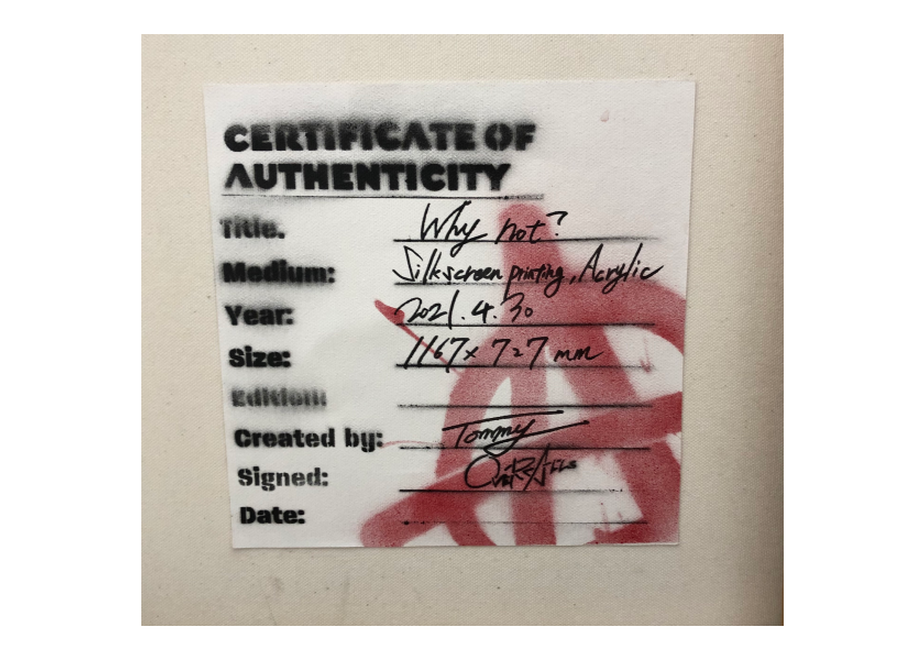 CERTIFICATE OF
AUTHENTICITY
Title. Why not?
Medium: Silkscreen printing, Acrylic
Year: 2021.4.30
Size: 1167 x 727 mm
Edition:
Created by: Tommy
Signed:
Date: